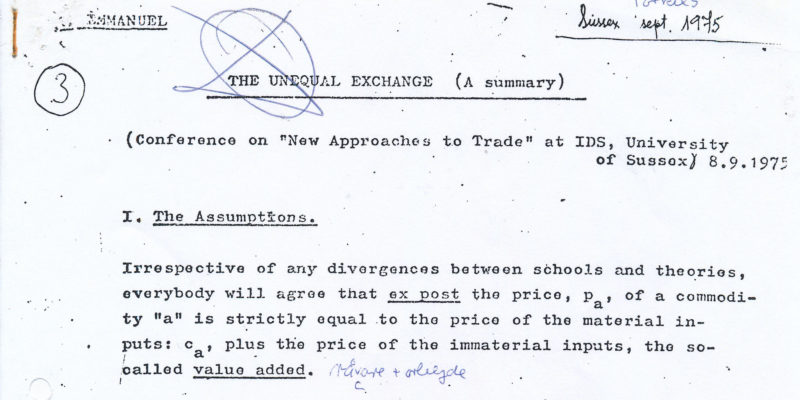 EMMANUEL
Sussex sept. 1975
3
THE UNEQUAL EXCHANGE (A summary)
(Conference on "New Approaches to Trade" at IDS, University
of Sussex) 8.9.1975
I. The Assumptions.
Irrespective of any divergences between schools and theories,
everybody will agree that ex post the price, pa, of a commodi-
ty "a" is strictly equal to the price of the material in-
puts: ca, plus the price of the immaterial inputs, the so-
called value added.